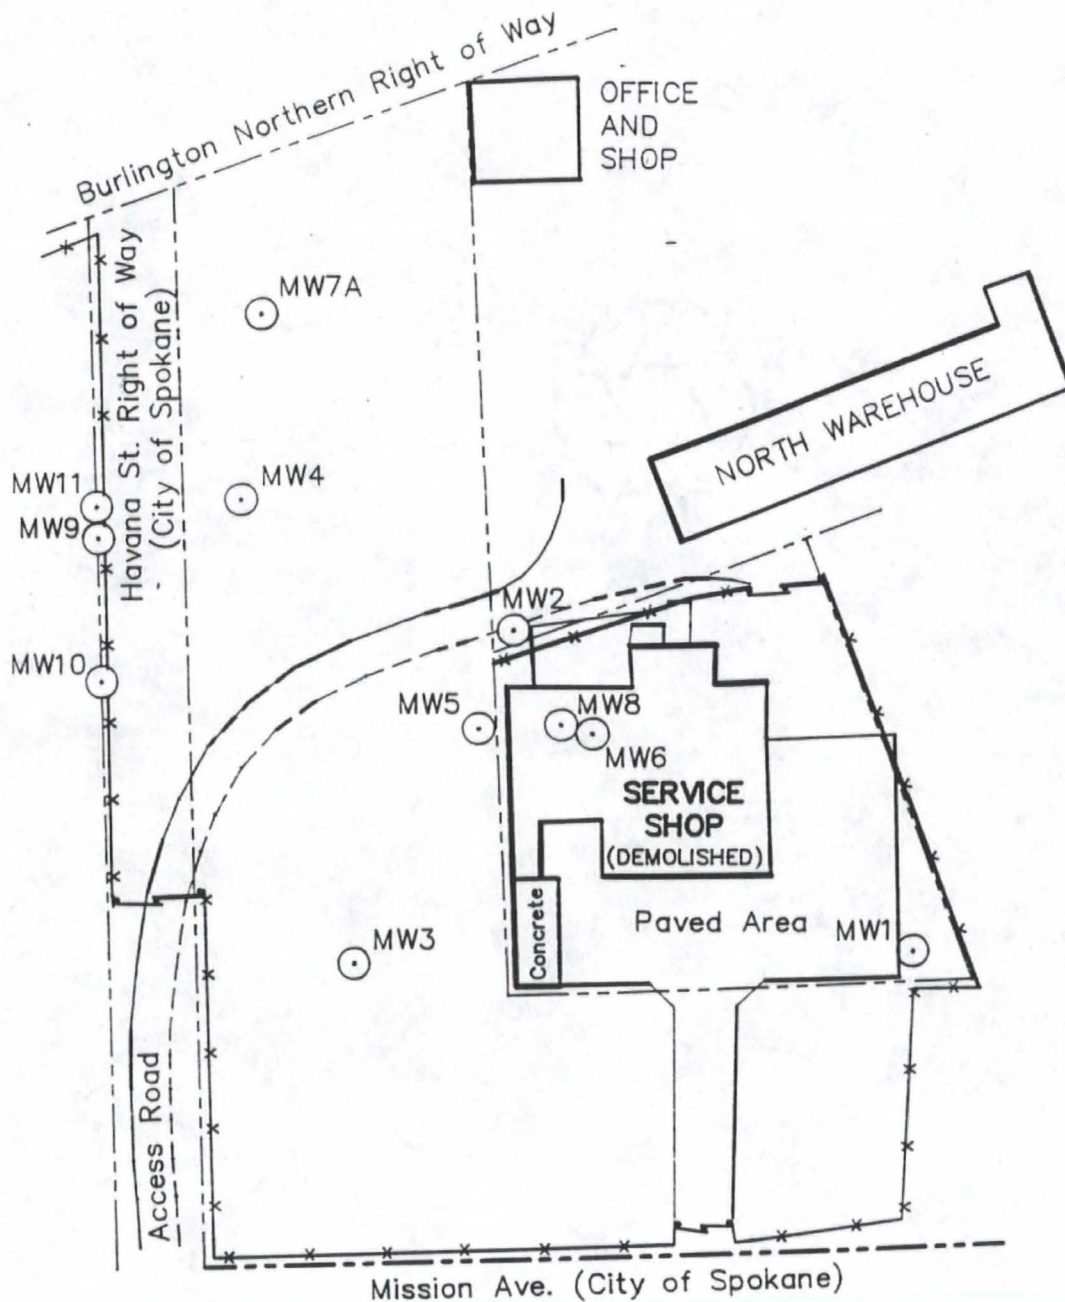 Burlington Northern Right of Way
OFFICE
AND
SHOP
Havana St. Right of Way
(City of Spokane)
MW7A
NORTH WAREHOUSE
MW11
MW4
MW9
MW2
MW10
MW5
MW8
MW6
SERVICE
SHOP
(DEMOLISHED)
Concrete
Paved Area
MW1
MW3
Access Road
Mission Ave. (City of Spokane)